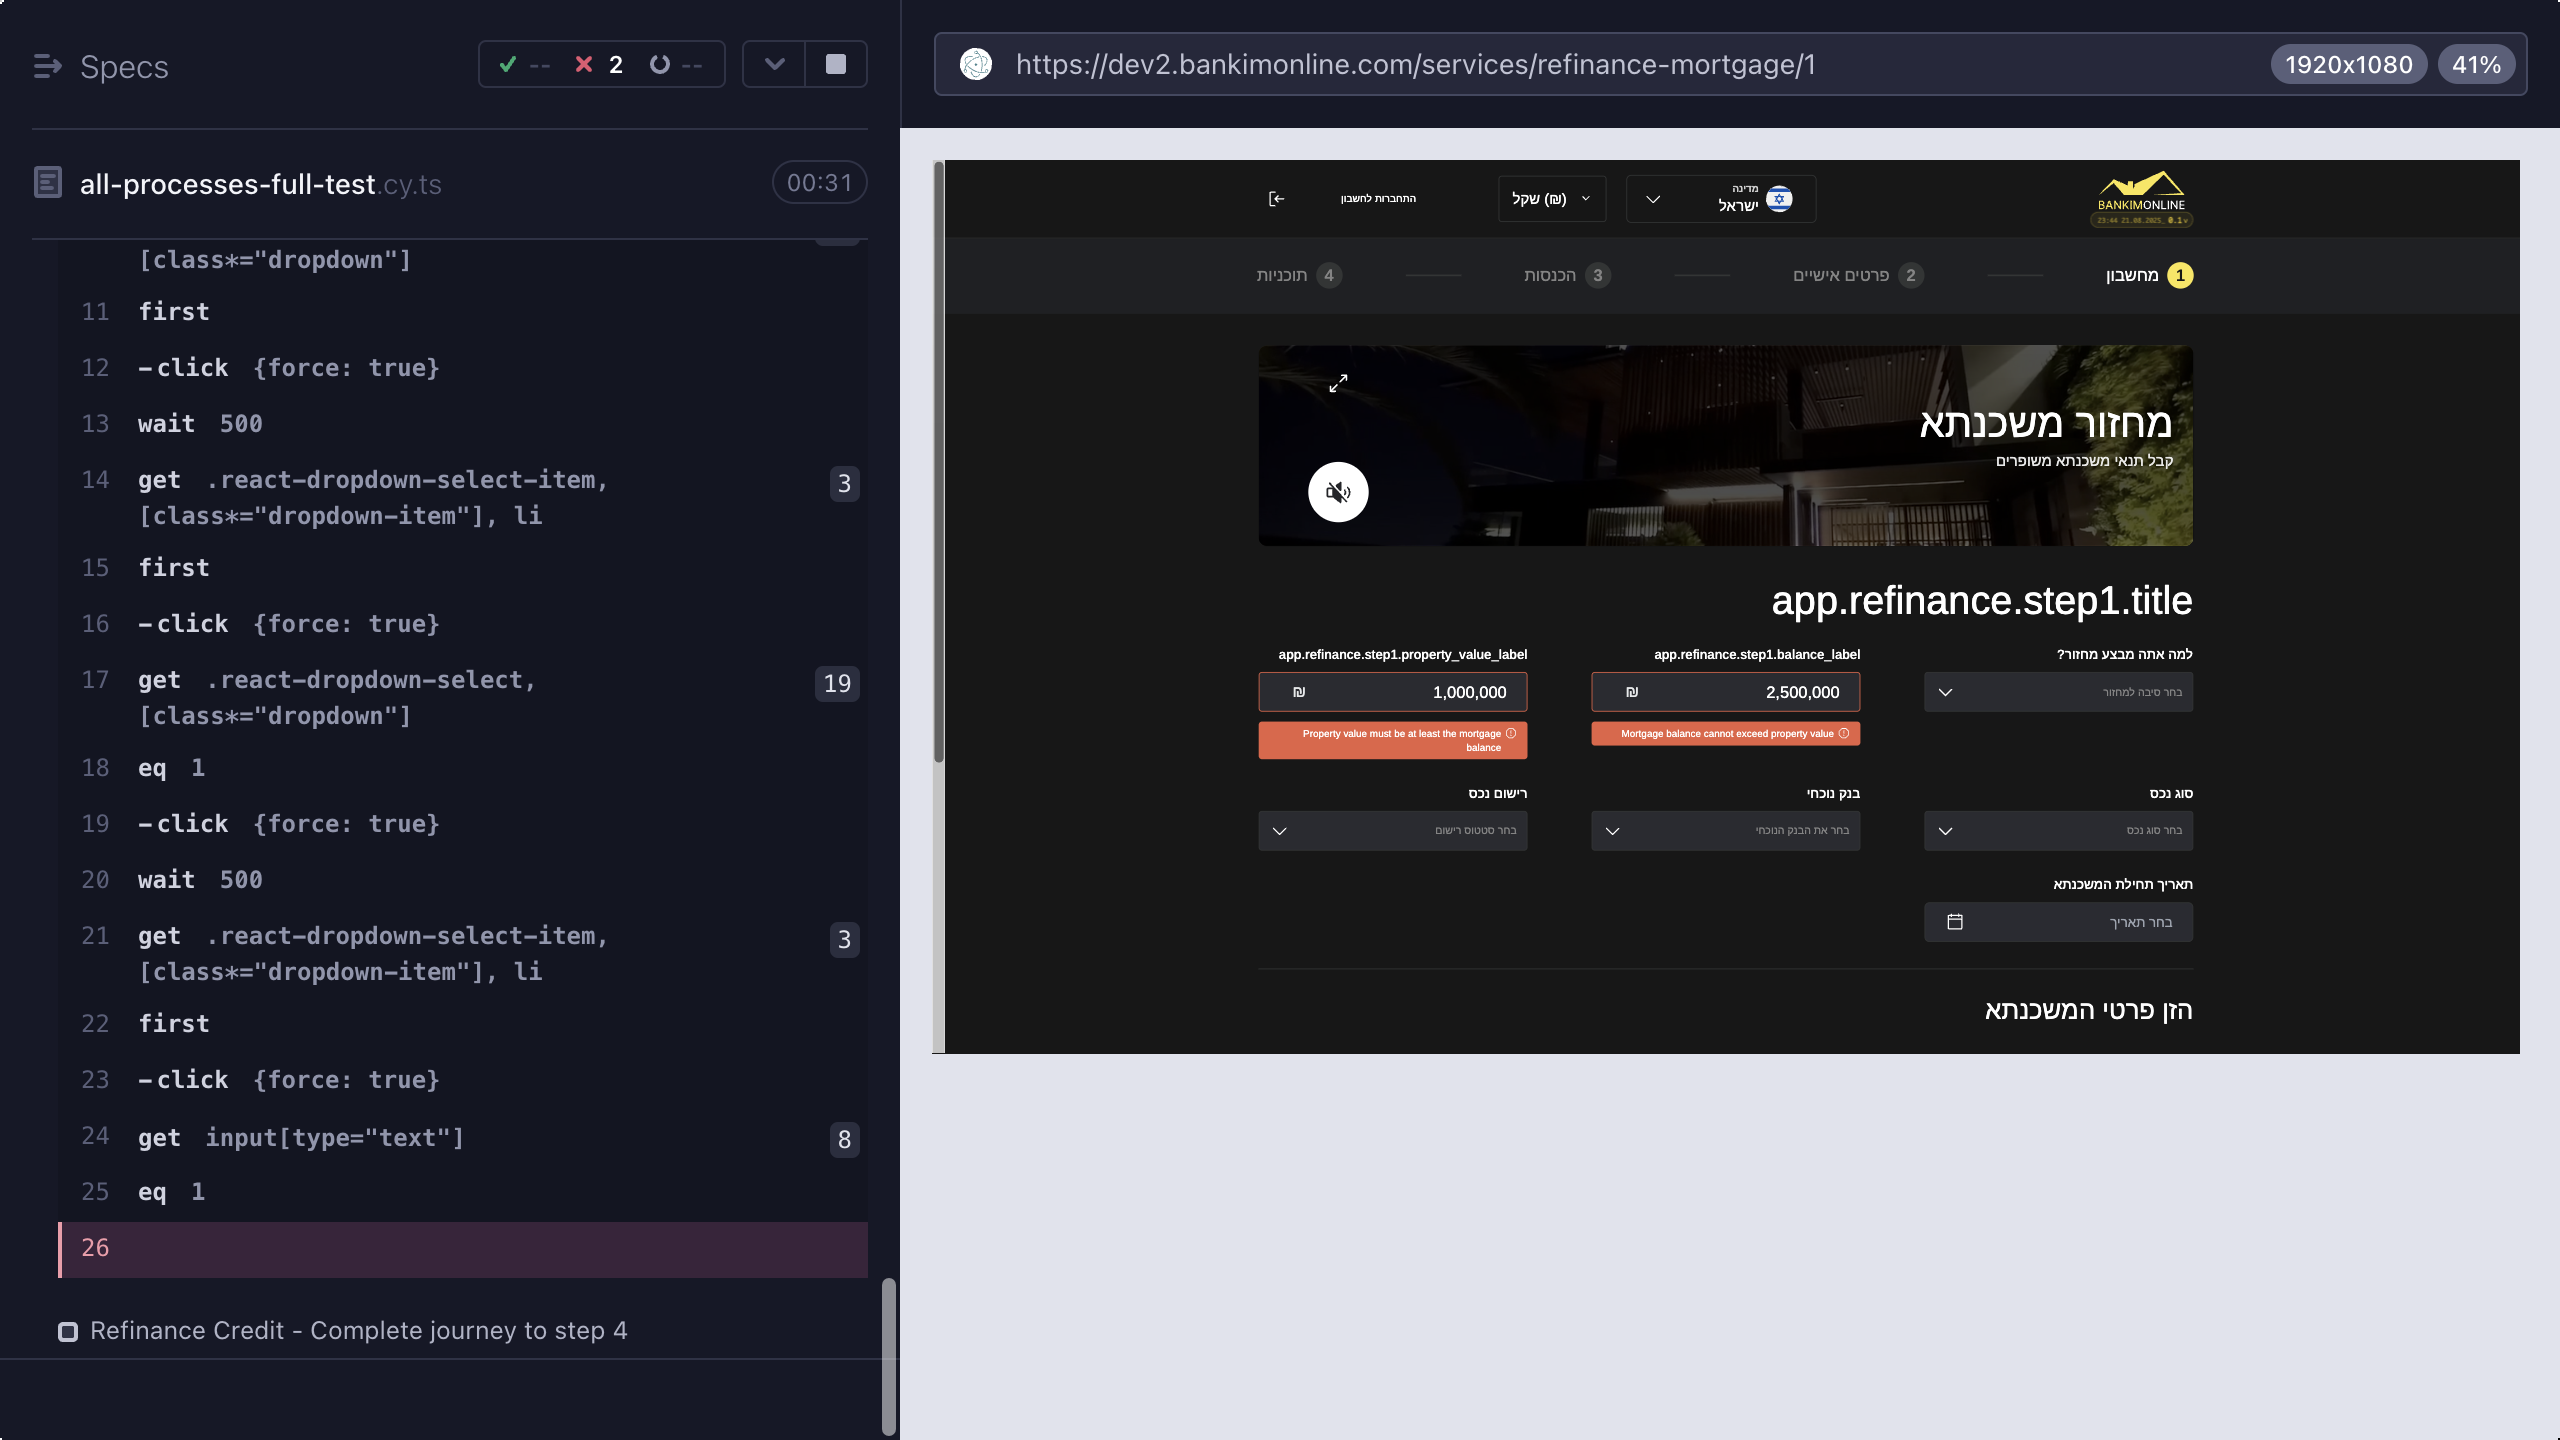 Specs
-- 2 --
all-processes-full-test.cy.ts
00:31
[class*="dropdown"]
11 first
12 -click {force: true}
13 wait 500
14 get .react-dropdown-select-item, 3
[class*="dropdown-item"], li
15 first
16 -click {force: true}
17 get .react-dropdown-select, 19
[class*="dropdown"]
18 eq 1
19 -click {force: true}
20 wait 500
21 get .react-dropdown-select-item, 3
[class*="dropdown-item"], li
22 first
23 -click {force: true}
24 get input[type="text"] 8
25 eq 1
26
Refinance Credit - Complete journey to step 4
https://dev2.bankimonline.com/services/refinance-mortgage/1
1920x1080
41%
BANKIMONLINE
23:44 21.08.2025. 0.1v
מדינה
ישראל
שקל (₪)
התחברות לחשבון
1 מחשבון
2 פרטים אישיים
3 הכנסות
4 תוכניות
מחזור משכנתא
קבל תנאי משכנתא משופרים
app.refinance.step1.title
למה אתה מבצע מחזור?
בחר סיבה למחזור
app.refinance.step1.balance_label
2,500,000 ₪
Mortgage balance cannot exceed property value
app.refinance.step1.property_value_label
1,000,000 ₪
Property value must be at least the mortgage
balance
סוג נכס
בחר סוג נכס
בנק נוכחי
בחר את הבנק הנוכחי
רישום נכס
בחר סטטוס רישום
תאריך תחילת המשכנתא
בחר תאריך
הזן פרטי המשכנתא